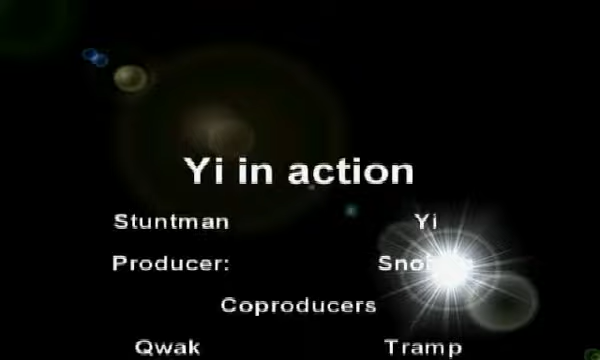 Yi in action
Stuntman Yi
Producer:
Coproducers
Qwak Tramp